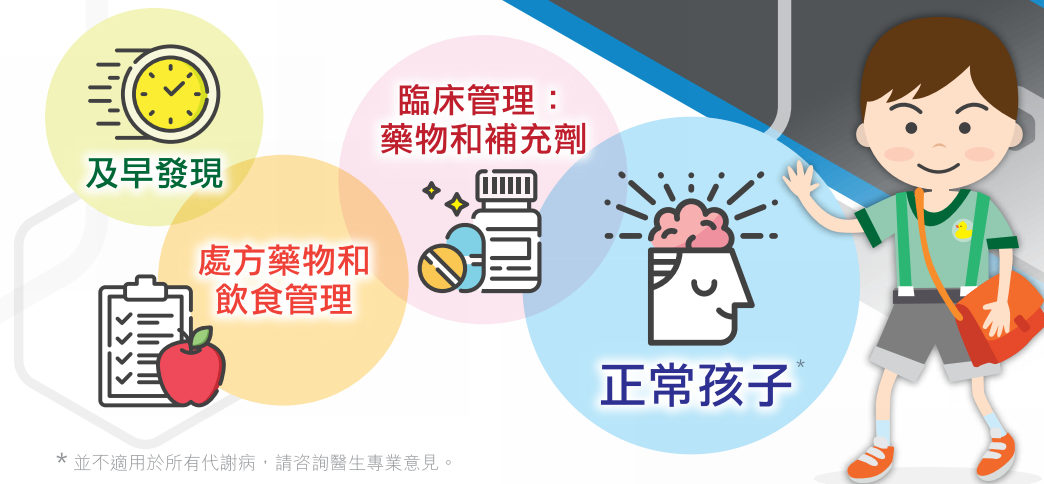 及早發現
處方藥物和
飲食管理
臨床管理：
藥物和補充劑
正常孩子*
* 並不適用於所有代謝病，請咨詢醫生專業意見。